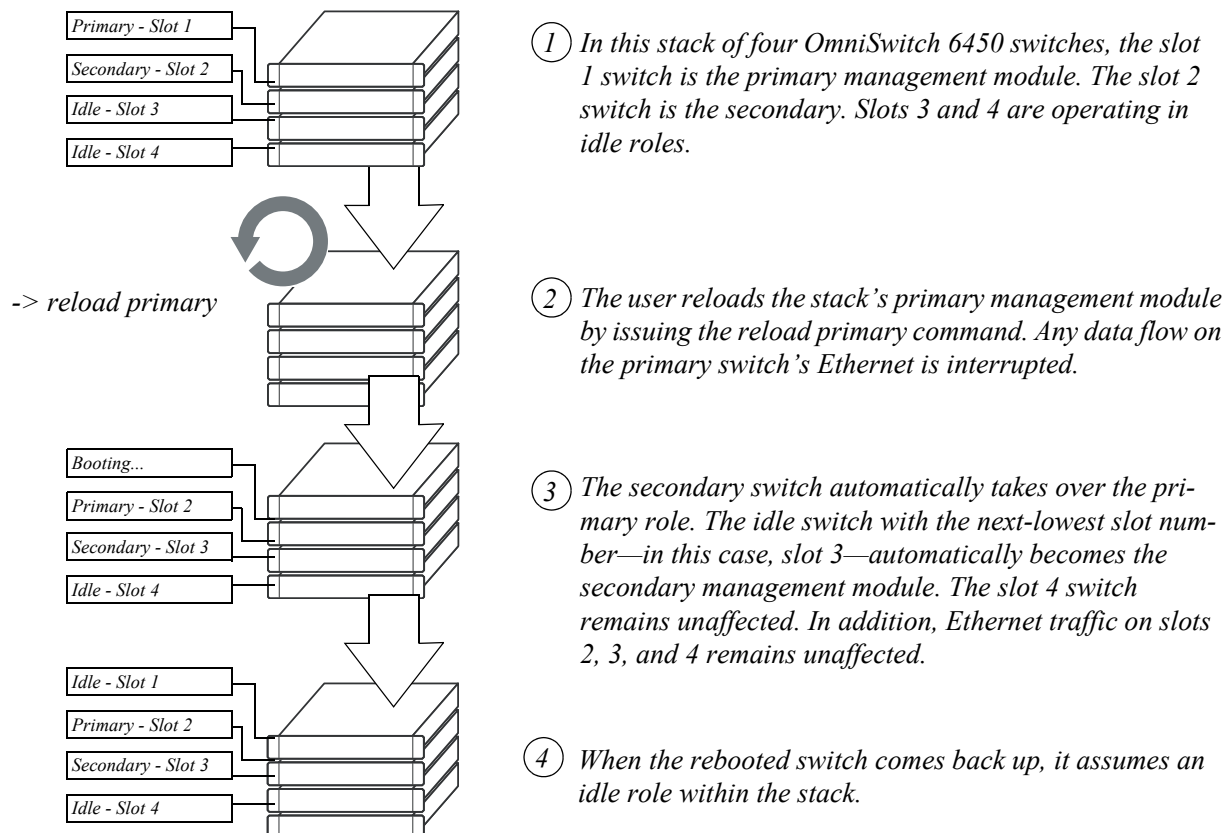 Primary - Slot 1
Secondary - Slot 2
Idle - Slot 3
Idle - Slot 4
1 In this stack of four OmniSwitch 6450 switches, the slot
1 switch is the primary management module. The slot 2
switch is the secondary. Slots 3 and 4 are operating in
idle roles.
-> reload primary
2 The user reloads the stack’s primary management module
by issuing the reload primary command. Any data flow on
the primary switch’s Ethernet is interrupted.
Booting...
Primary - Slot 2
Secondary - Slot 3
Idle - Slot 4
3 The secondary switch automatically takes over the pri-
mary role. The idle switch with the next-lowest slot num-
ber—in this case, slot 3—automatically becomes the
secondary management module. The slot 4 switch
remains unaffected. In addition, Ethernet traffic on slots
2, 3, and 4 remains unaffected.
Idle - Slot 1
Primary - Slot 2
Secondary - Slot 3
Idle - Slot 4
4 When the rebooted switch comes back up, it assumes an
idle role within the stack.